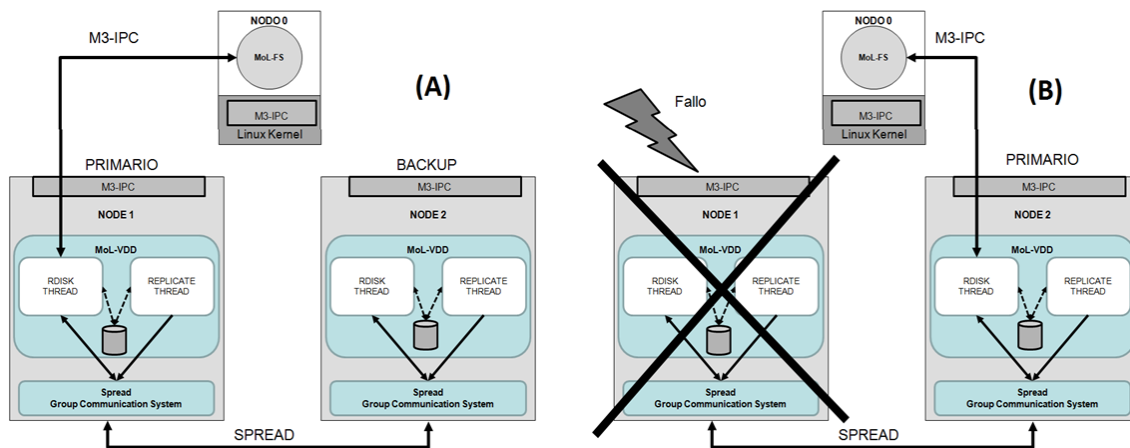 NODO 0
MoL-FS
M3-IPC
Linux Kernel
M3-IPC
(A)
PRIMARIO
M3-IPC
NODE 1
MoL-VDD
RDISK
THREAD
REPLICATE
THREAD
Spread
Group Communication System
BACKUP
M3-IPC
NODE 2
MoL-VDD
RDISK
THREAD
REPLICATE
THREAD
Spread
Group Communication System
SPREAD
NODO 0
MoL-FS
M3-IPC
Linux Kernel
M3-IPC
(B)
Fallo
M3-IPC
NODE 1
MoL-VDD
RDISK
THREAD
REPLICATE
THREAD
Spread
Group Communication System
PRIMARIO
M3-IPC
NODE 2
MoL-VDD
RDISK
THREAD
REPLICATE
THREAD
Spread
Group Communication System
SPREAD